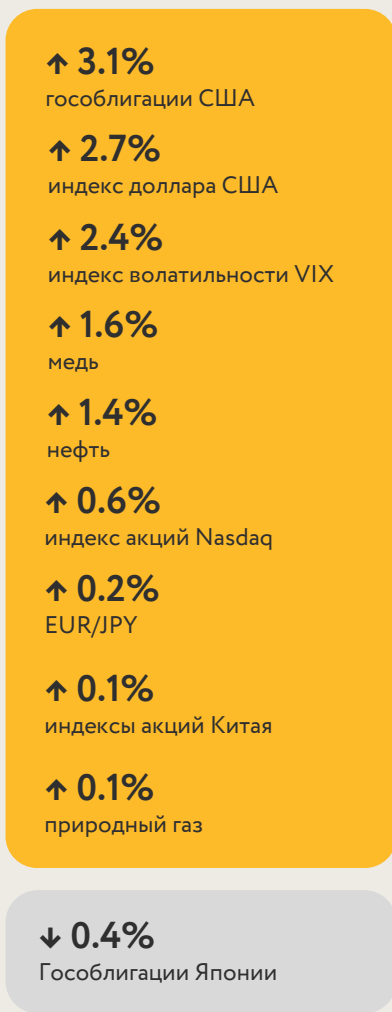 ↑ 3.1%
гособлигации США
↑ 2.7%
индекс доллара США
↑ 2.4%
индекс волатильности VIX
↑ 1.6%
медь
↑ 1.4%
нефть
↑ 0.6%
индекс акций Nasdaq
↑ 0.2%
EUR/JPY
↑ 0.1%
индексы акций Китая
↑ 0.1%
природный газ
↓ 0.4%
Гособлигации Японии